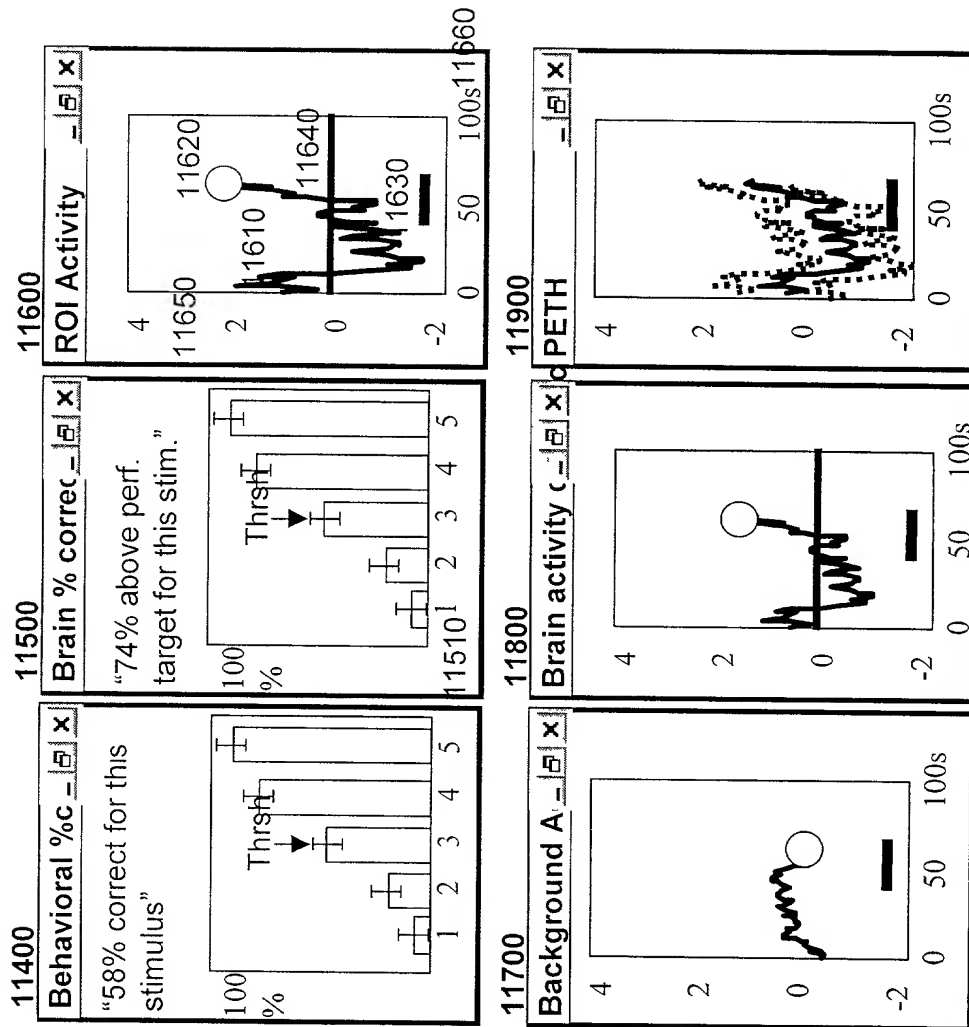 11400
Behavioral %c
"58% correct for this
stimulus"
100
%
Thrsh
1 2 3 4 5
11500
Brain % correc
"74% above perf.
target for this stim."
100
%
Thrsh
11510
1 2 3 4 5
11600
ROI Activity
4
2
0
-2
11650
11610
11620
11640
1630
0 50 100s
11660
11700
Background A
4
2
0
-2
0 50 100s
11800
Brain activity c
4
2
0
-2
0 50 100s
11900
c PETH
4
2
0
-2
0 50 100s